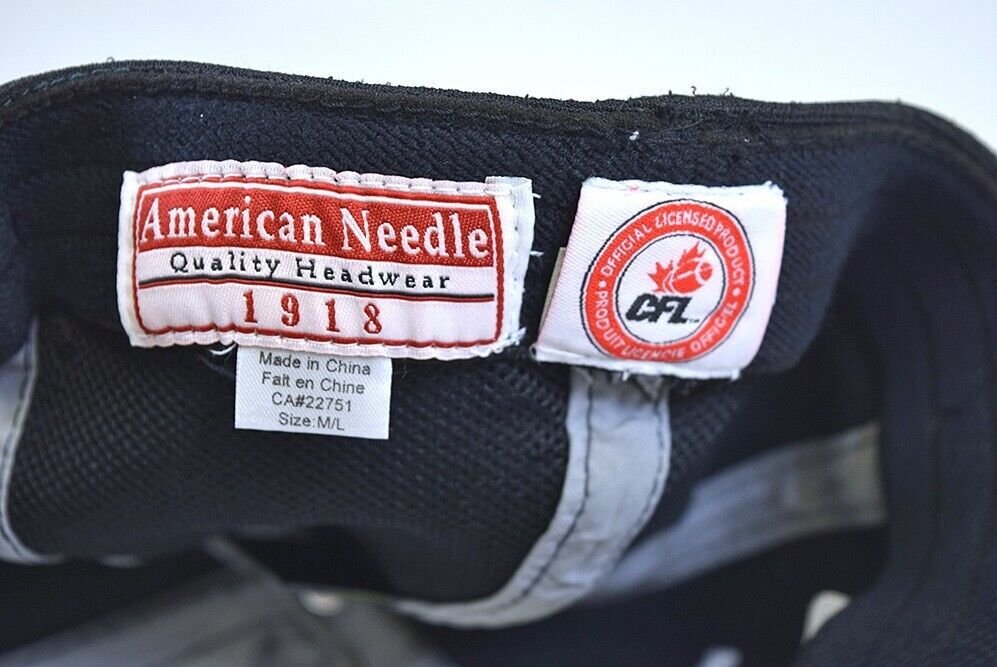 American Needle
Quality Headwear
1918
Made in China
Fait en Chine
CA#22751
Size:M/L
OFFICIAL LICENSED PRODUCT
CFL™
PRODUIT LICENCIÉ OFFICIEL